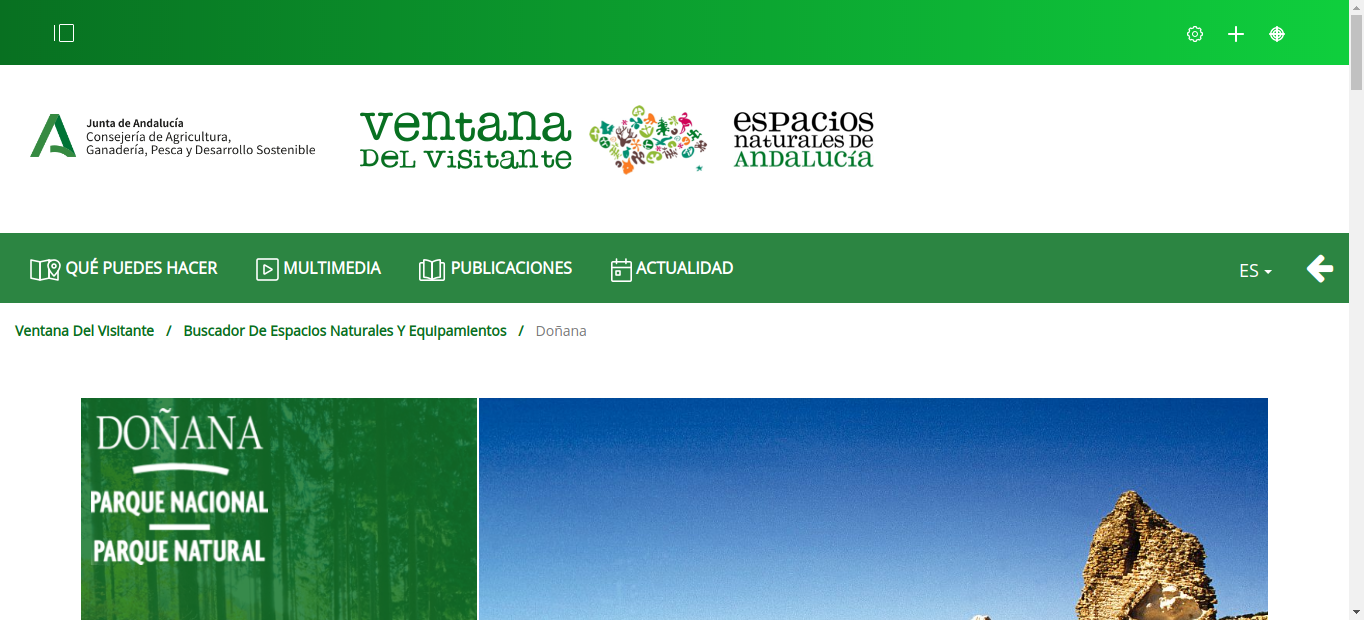 Junta de Andalucía
Consejería de Agricultura,
Ganadería, Pesca y Desarrollo Sostenible
ventana
DEL VISITANTE
espacios
naturales de
ANDALUCÍA
QUÉ PUEDES HACER
MULTIMEDIA
PUBLICACIONES
ACTUALIDAD
ES
Ventana Del Visitante / Buscador De Espacios Naturales Y Equipamientos / Doñana
DOÑANA
PARQUE NACIONAL
PARQUE NATURAL